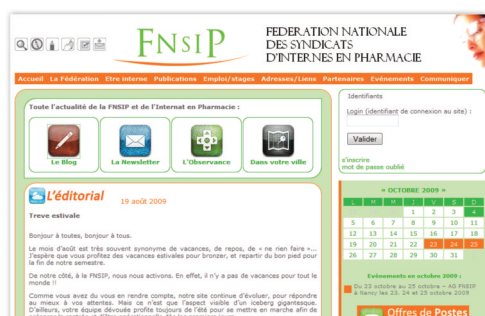 FNSIP
FEDERATION NATIONALE
DES SYNDICATS
D'INTERNES EN PHARMACIE
Accueil La Fédération Etre interne Publications Emploi/stages Adresses/Liens Partenaires Evénements Communiquer
Toute l'actualité de la FNSIP et de l'Internat en Pharmacie :
Le Blog La Newsletter L'Observance Dans votre ville
Identifiants
Login (identifiant de connexion au site) :
Valider
s'inscrire
mot de passe oublié
L'éditorial 19 août 2009
Treve estivale
Bonjour à toutes, bonjour à tous.
Le mois d'août est très souvent synonyme de vacances, de repos, de « ne rien faire »...
J'espère que vous profitez des vacances estivales pour bronzer, et repartir du bon pied pour
la fin de notre semestre.
De notre côté, à la FNSIP, nous nous activons. En effet, il n'y a pas de vacances pour tout le
monde !!
Comme vous avez du vous en rendre compte, notre site continue d'évoluer, pour répondre
au mieux à vos attentes. Mais ce n'est que l'aspect visible d'un iceberg gigantesque.
D'ailleurs, votre équipe dévouée profite toujours de l'été pour se mettre en marche afin de
« OCTOBRE 2009 »
L M M J V S D
1 2 3 4
5 6 7 8 9 10 11
12 13 14 15 16 17 18
19 20 21 22 23 24 25
26 27 28 29 30 31
Evénements en octobre 2009 :
Du 23 octobre au 25 octobre - AG FNSIP
à Nancy les 23, 24 et 25 octobre 2009
Offres de Postes